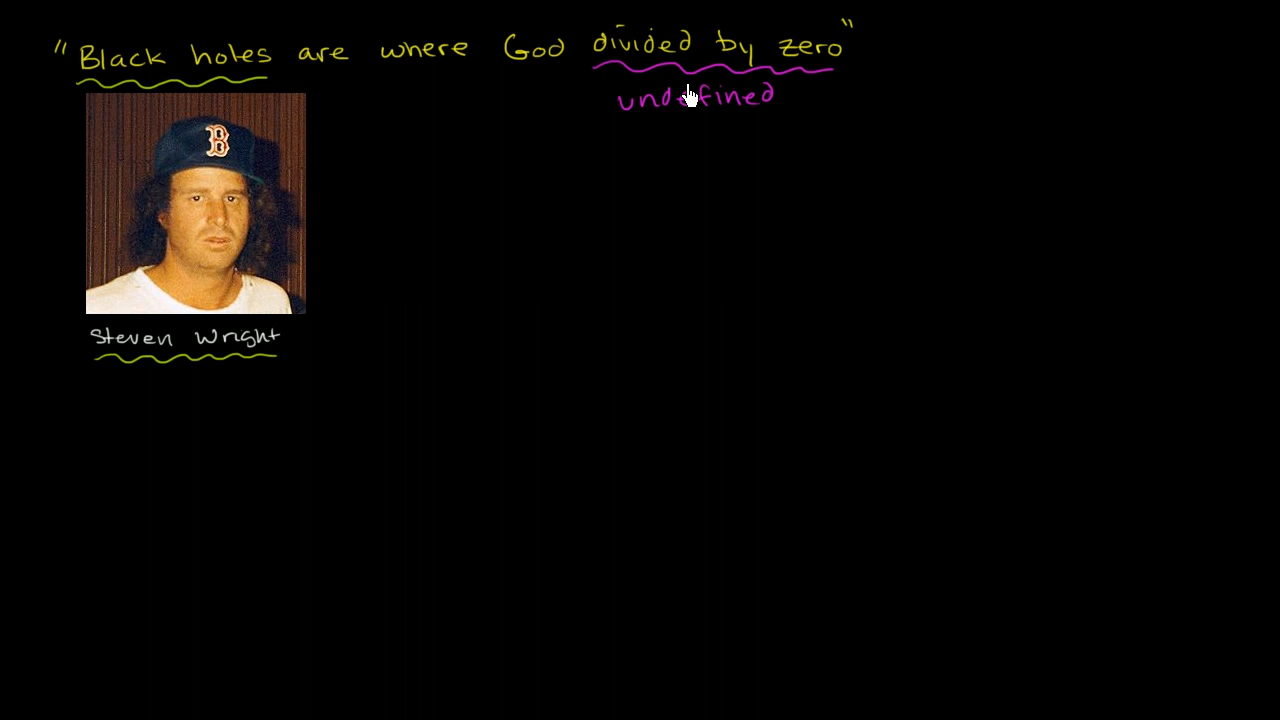 "Black holes are where God divided by zero"
undefined
B
Steven Wright